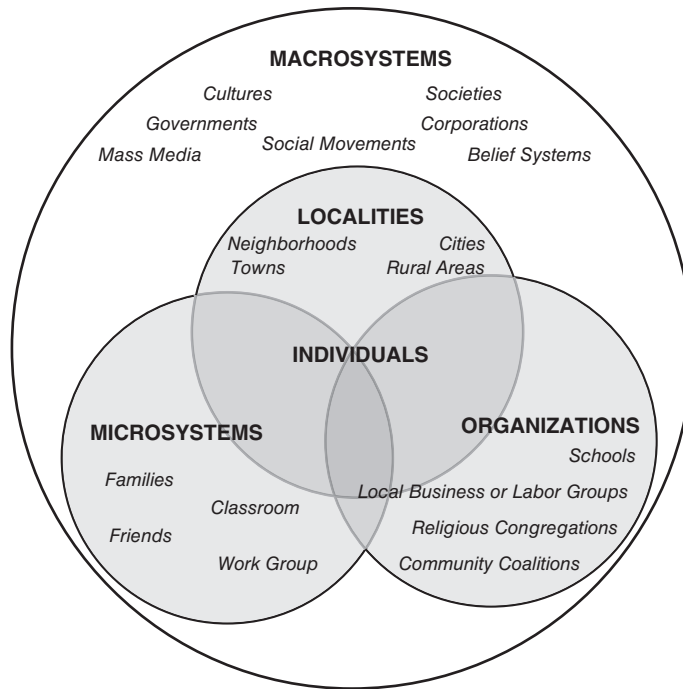 MACROSYSTEMS
Cultures Societies
Governments Corporations
Mass Media Social Movements Belief Systems
LOCALITIES
Neighborhoods Cities
Towns Rural Areas
INDIVIDUALS
MICROSYSTEMS
Families
Classroom
Friends
Work Group
ORGANIZATIONS
Schools
Local Business or Labor Groups
Religious Congregations
Community Coalitions